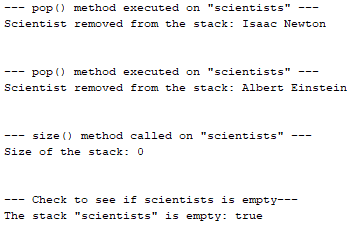 --- pop() method executed on "scientists" ---
Scientist removed from the stack: Isaac Newton
--- pop() method executed on "scientists" ---
Scientist removed from the stack: Albert Einstein
--- size() method called on "scientists" ---
Size of the stack: 0
--- Check to see if scientists is empty---
The stack "scientists" is empty: true